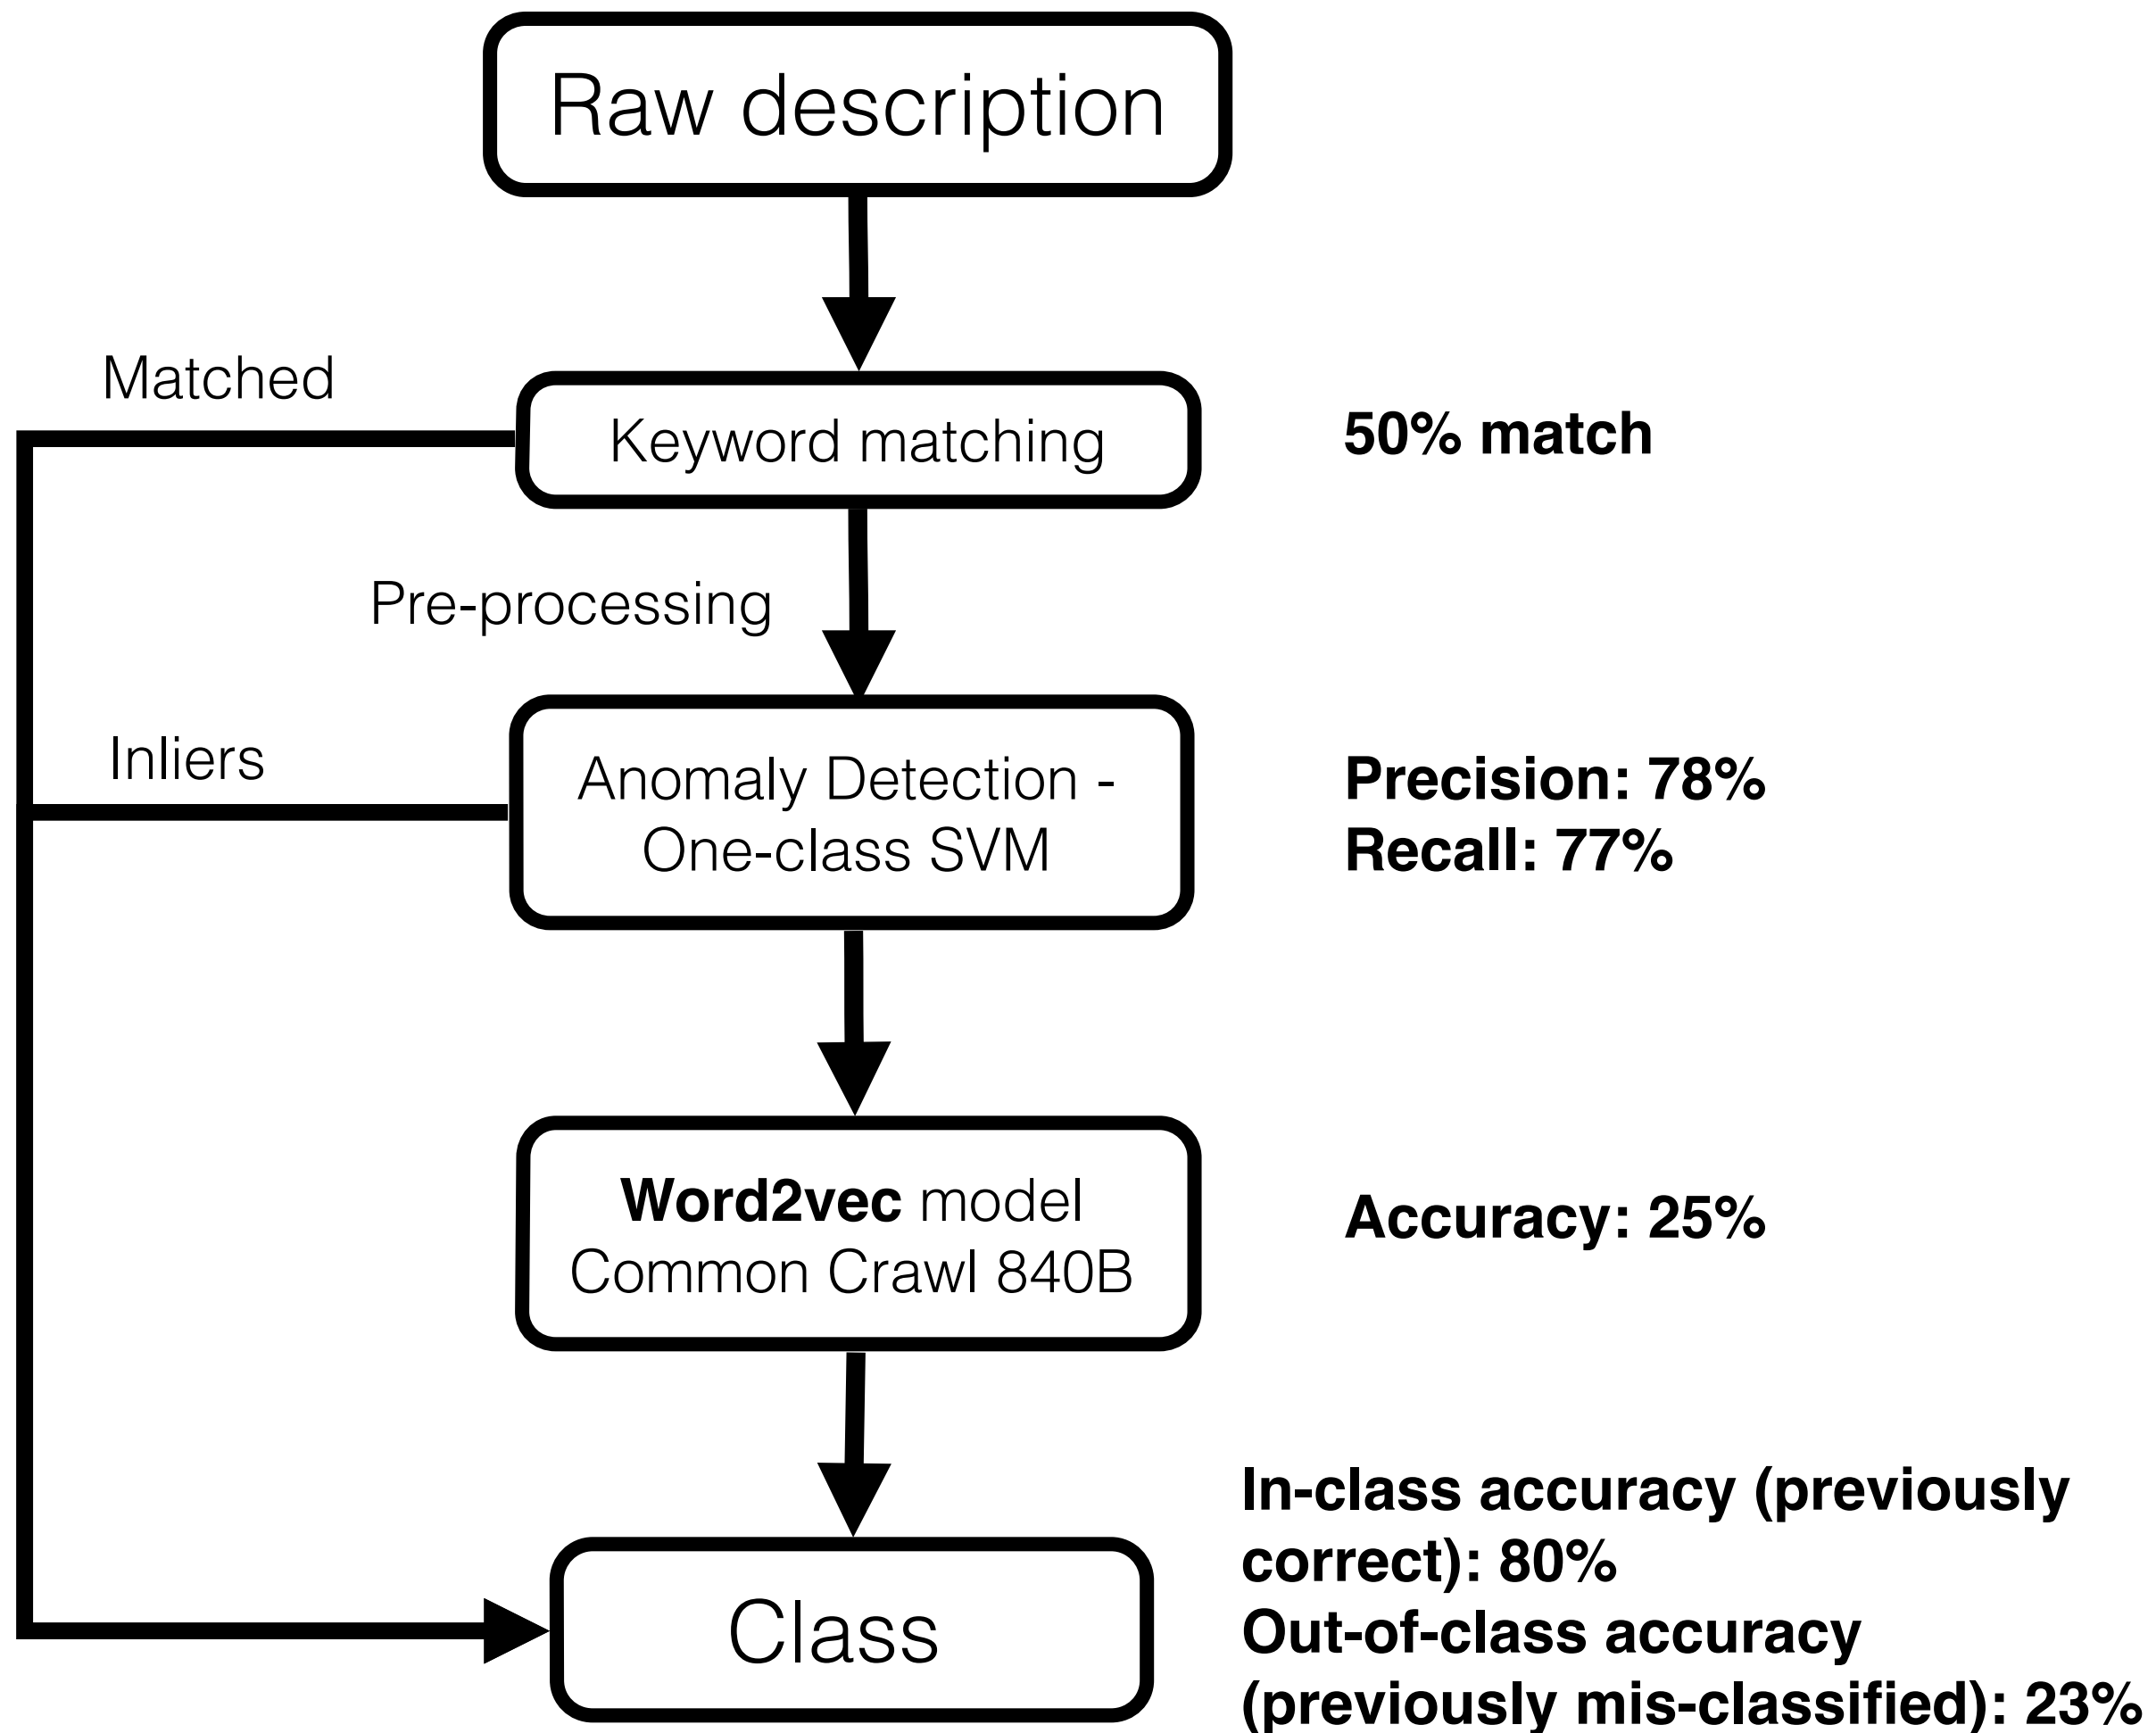 Raw description
Matched
Keyword matching
50% match
Pre-processing
Inliers
Anomaly Detection -
One-class SVM
Precision: 78%
Recall: 77%
Word2vec model
Common Crawl 840B
Accuracy: 25%
Class
In-class accuracy (previously
correct): 80%
Out-of-class accuracy
(previously mis-classified): 23%